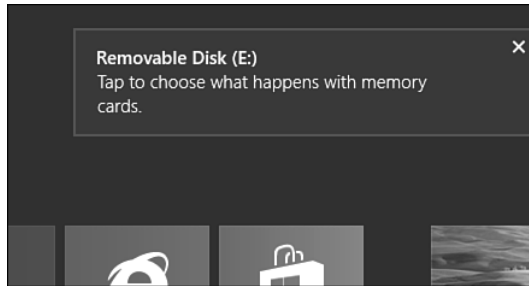 Removable Disk (E:)
Tap to choose what happens with memory
cards.